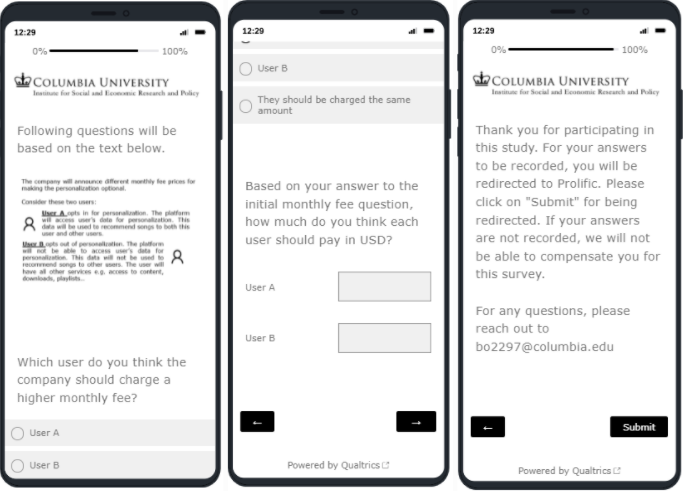 12:29
0% 100%
COLUMBIA UNIVERSITY
Institute for Social and Economic Research and Policy
Following questions will be
based on the text below.
The company will announce different monthly fee prices for
making the personalization optional.
Consider these two users:
User A opts in for personalization. The platform
will access user's data for personalization. This
data will be used to recommend songs to both this
user and other users.
User B opts out of personalization. The platform
will not be able to access user's data for
personalization. This data will not be used to
recommend songs to other users. The user will
have all other services e.g. access to content,
downloads, playlists...
Which user do you think the
company should charge a
higher monthly fee?
User A
User B
12:29
User B
They should be charged the same
amount
Based on your answer to the
initial monthly fee question,
how much do you think each
user should pay in USD?
User A
User B
← →
Powered by Qualtrics
12:29
0% 100%
COLUMBIA UNIVERSITY
Institute for Social and Economic Research and Policy
Thank you for participating in
this study. For your answers
to be recorded, you will be
redirected to Prolific. Please
click on "Submit" for being
redirected. If your answers
are not recorded, we will not
be able to compensate you for
this survey.
For any questions, please
reach out to
bo2297@columbia.edu
← Submit
Powered by Qualtrics